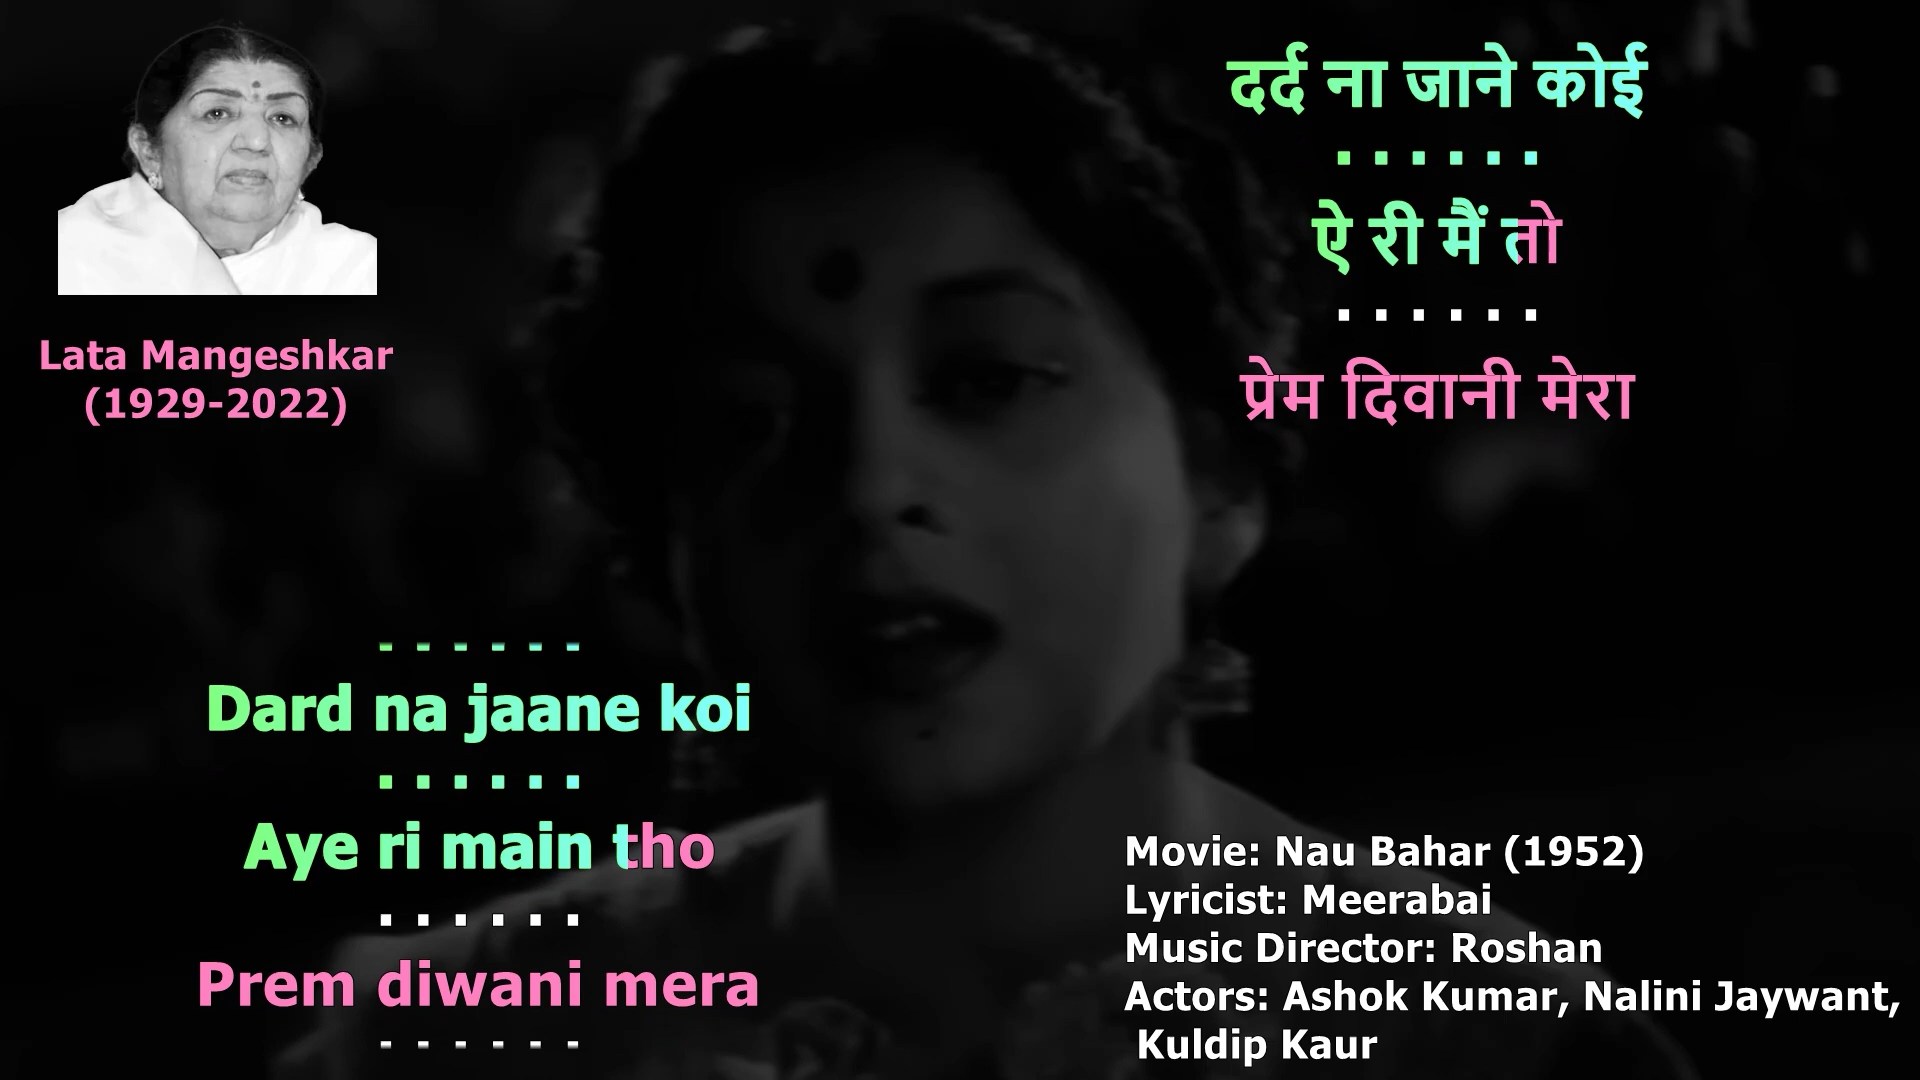 Lata Mangeshkar
(1929-2022)
दर्द ना जाने कोई
. . . . . .
ऐ री मैं तो
. . . . . .
प्रेम दिवानी मेरा
- - - - - -
Dard na jaane koi
. . . . . .
Aye ri main tho
. . . . . .
Prem diwani mera
- - - - - -
Movie: Nau Bahar (1952)
Lyricist: Meerabai
Music Director: Roshan
Actors: Ashok Kumar, Nalini Jaywant,
Kuldip Kaur